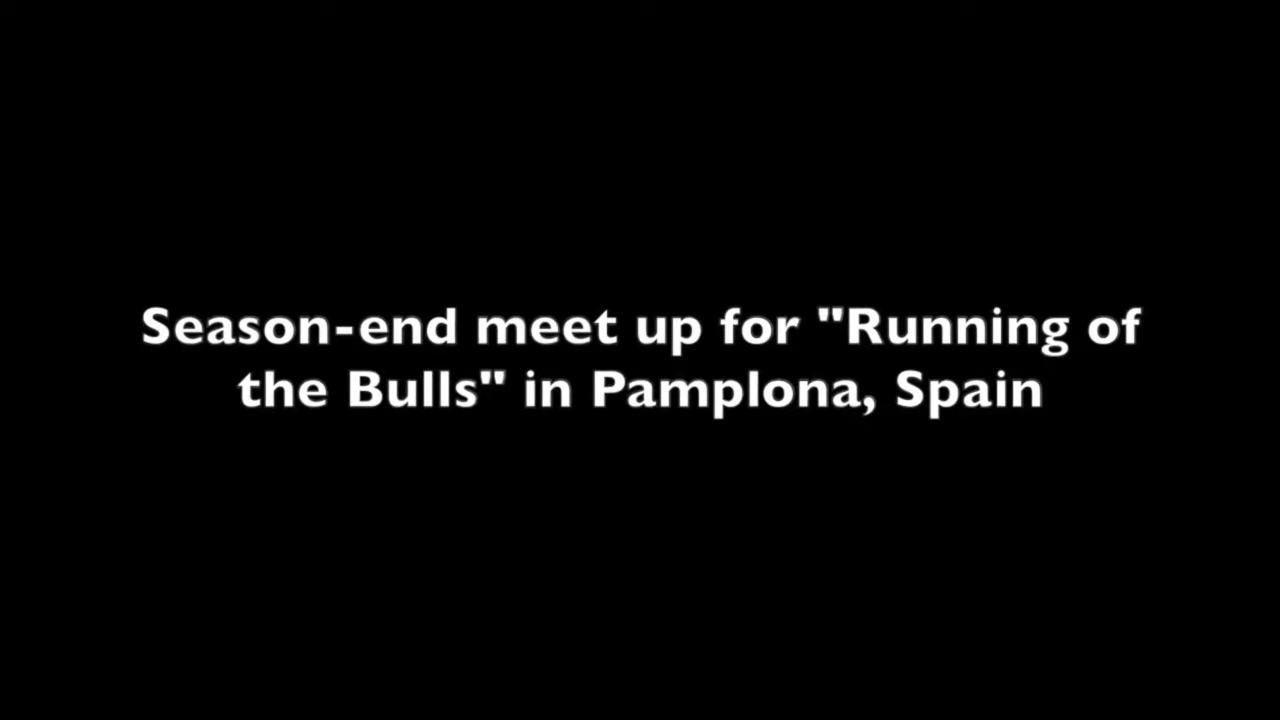 Season-end meet up for "Running of
the Bulls" in Pamplona, Spain